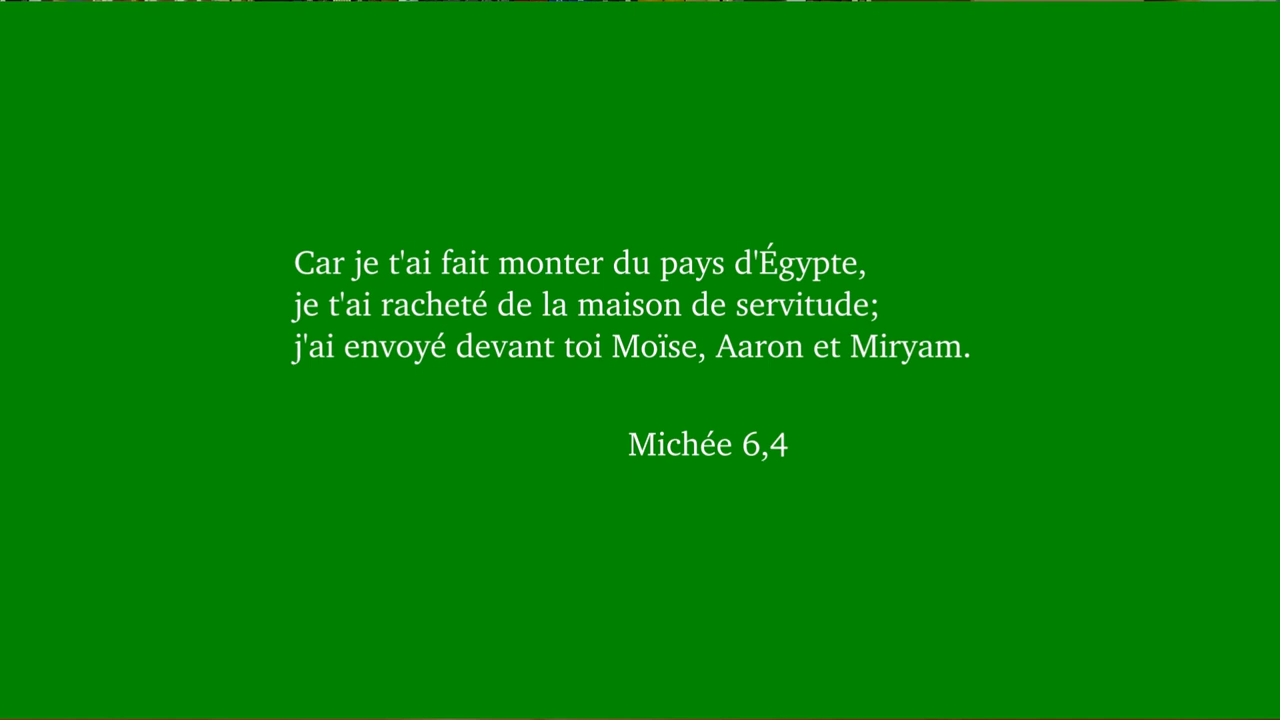 Car je t'ai fait monter du pays d'Égypte,
je t'ai racheté de la maison de servitude;
j'ai envoyé devant toi Moïse, Aaron et Miryam.
Michée 6,4